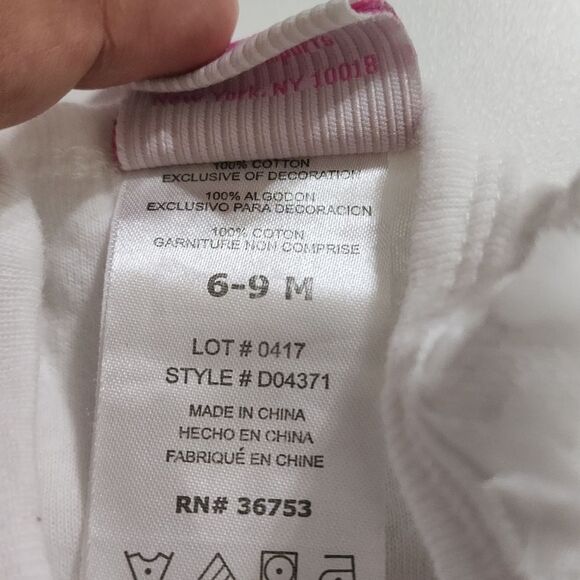 NEW YORK, NY 10018
100% COTTON
EXCLUSIVE OF DECORATION
100% ALGODON
EXCLUSIVO PARA DECORACION
100% COTON
GARNITURE NON COMPRISE
6-9 M
LOT # 0417
STYLE # D04371
MADE IN CHINA
HECHO EN CHINA
FABRIQUÉ EN CHINE
RN# 36753